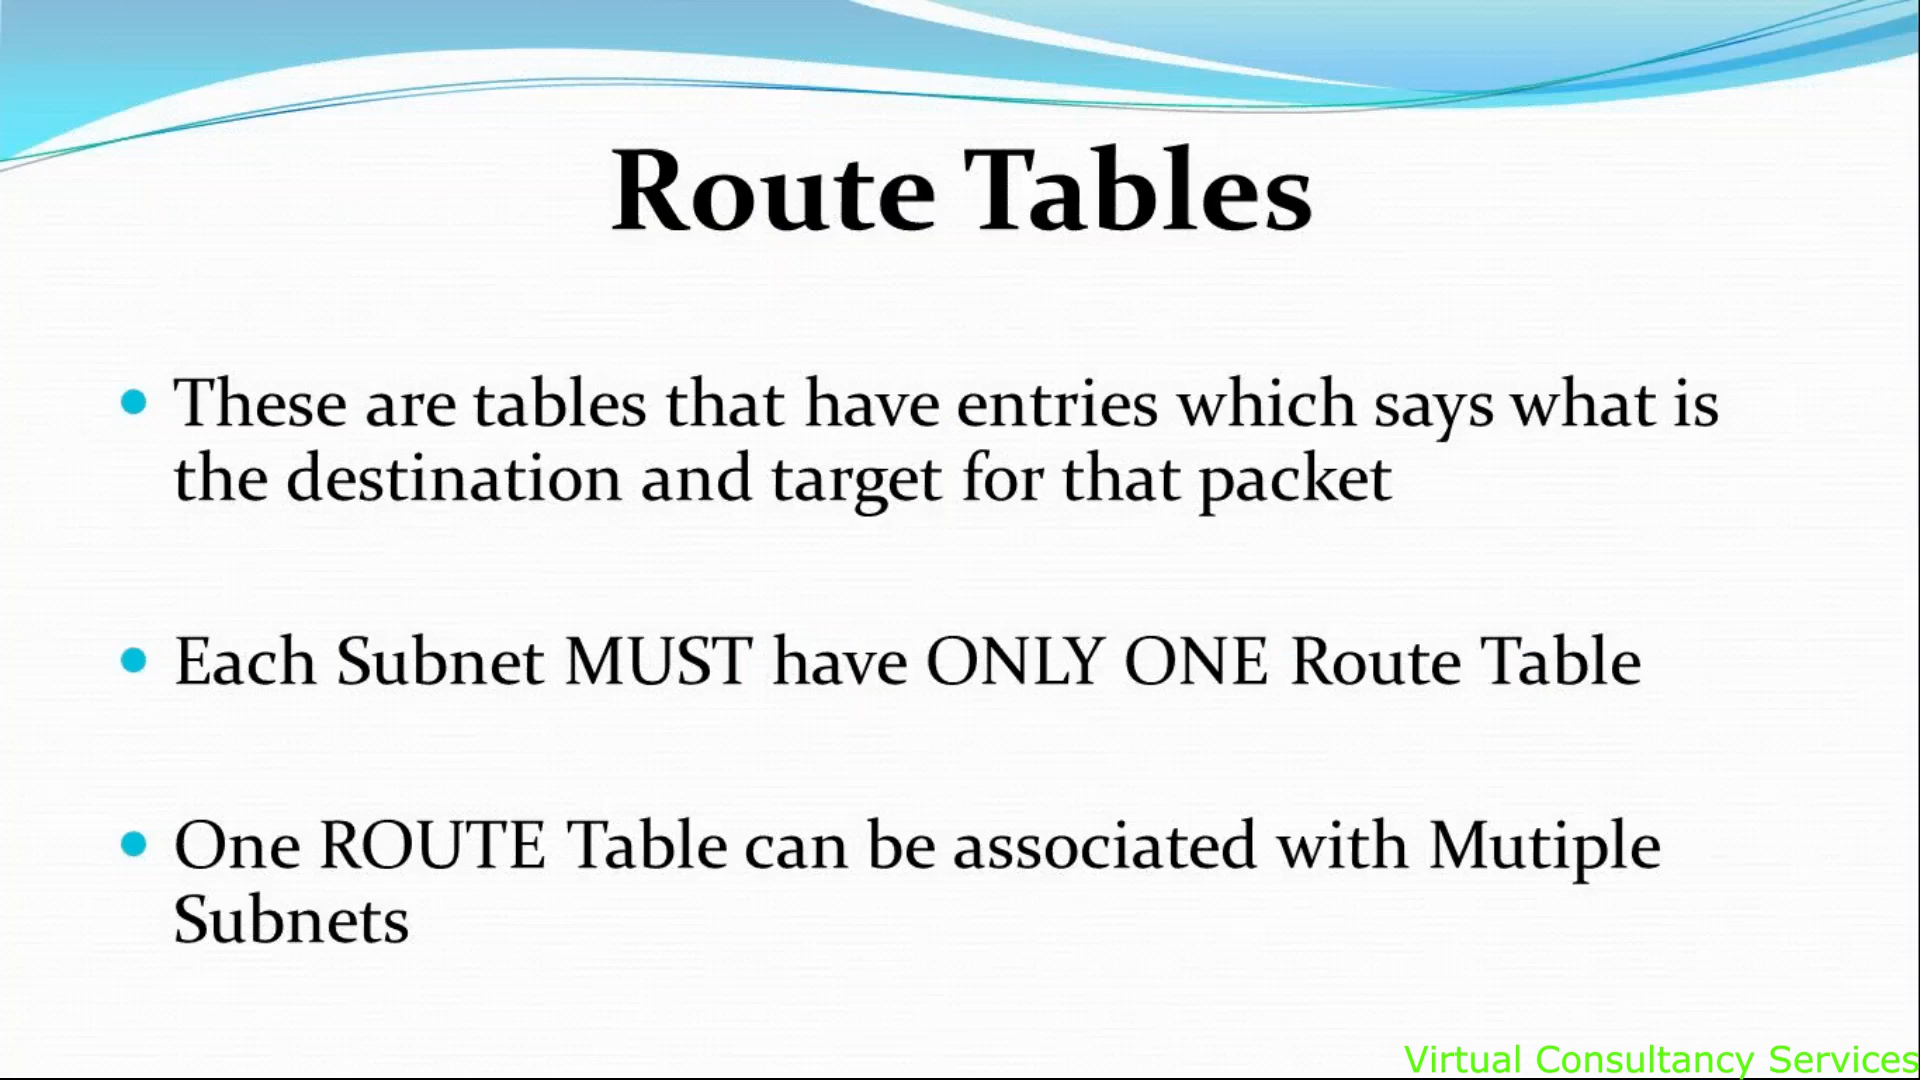 Route Tables
These are tables that have entries which says what is
the destination and target for that packet
Each Subnet MUST have ONLY ONE Route Table
One ROUTE Table can be associated with Mutiple
Subnets
Virtual Consultancy Services